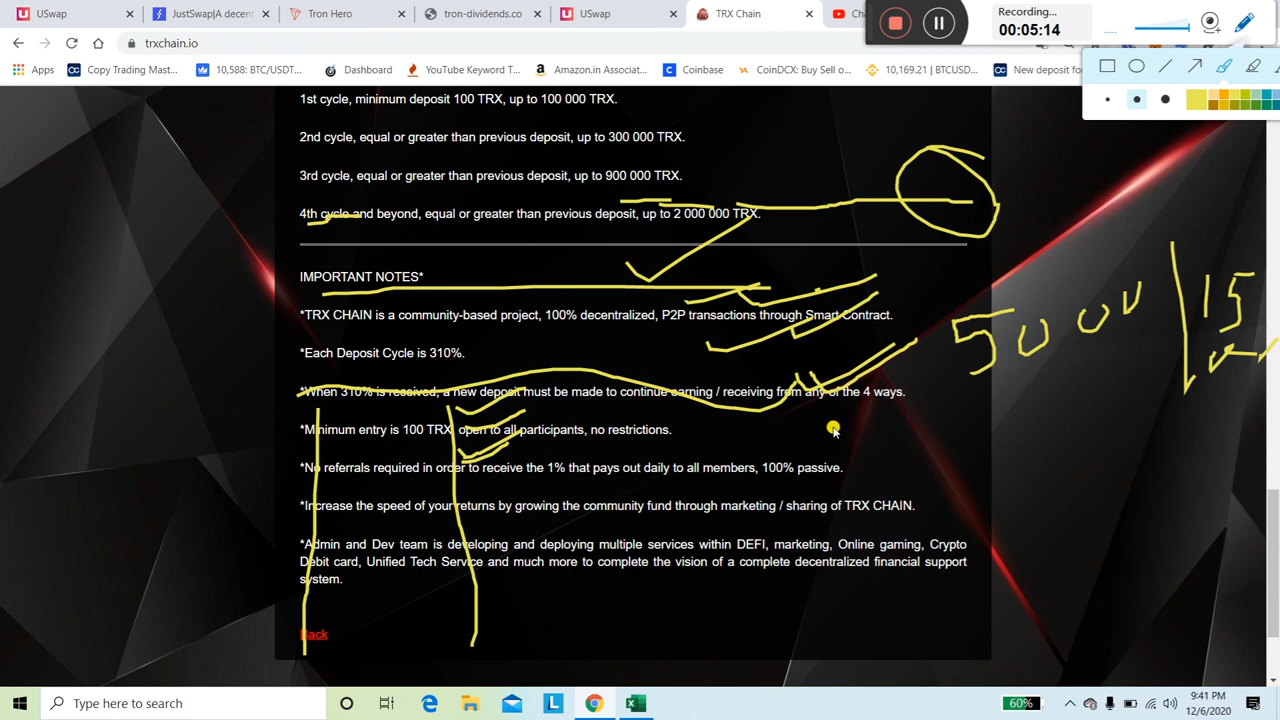 USwap
JustSwap|A decent
Tron Hero
tron-dividends.co
USwap
TRX Chain
Recording...
00:05:14
trxchain.io
Apps
Copy Trading Mast...
10,588: BTC/USDT...
Dashboard
YouTube Keyword T...
Amazon.in Associat...
Coinbase
CoinDCX: Buy Sell o...
10,169.21 | BTCUSD...
New deposit fo
1st cycle, minimum deposit 100 TRX, up to 100 000 TRX.
2nd cycle, equal or greater than previous deposit, up to 300 000 TRX.
3rd cycle, equal or greater than previous deposit, up to 900 000 TRX.
4th cycle and beyond, equal or greater than previous deposit, up to 2 000 000 TRX.
IMPORTANT NOTES*
*TRX CHAIN is a community-based project, 100% decentralized, P2P transactions through Smart Contract.
*Each Deposit Cycle is 310%.
*When 310% is received, a new deposit must be made to continue earning / receiving from any of the 4 ways.
*Minimum entry is 100 TRX, open to all participants, no restrictions.
*No referrals required in order to receive the 1% that pays out daily to all members, 100% passive.
*Increase the speed of your returns by growing the community fund through marketing / sharing of TRX CHAIN.
*Admin and Dev team is developing and deploying multiple services within DEFI, marketing, Online gaming, Crypto
Debit card, Unified Tech Service and much more to complete the vision of a complete decentralized financial support
system.
Back
5000
15
Type here to search
60%
9:41 PM
12/6/2020